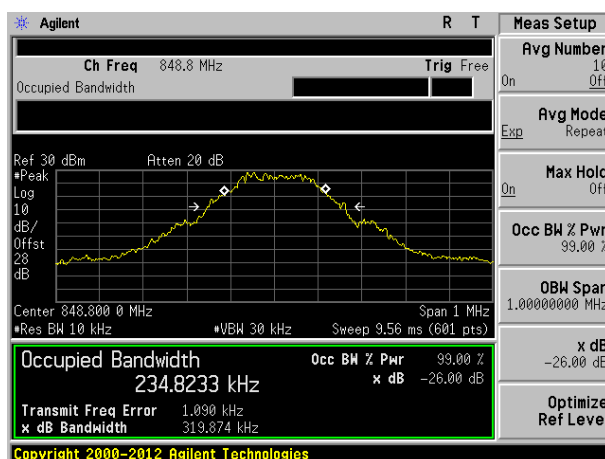 Agilent R T
Ch Freq 848.8 MHz Trig Free
Occupied Bandwidth
Ref 30 dBm Atten 20 dB
#Peak
Log
10
dB/
Offst
28
dB
Center 848.800 0 MHz Span 1 MHz
#Res BW 10 kHz #VBW 30 kHz Sweep 9.56 ms (601 pts)
Occupied Bandwidth Occ BW % Pwr 99.00 %
234.8233 kHz x dB -26.00 dB
Transmit Freq Error 1.090 kHz
x dB Bandwidth 319.874 kHz
Copyright 2000-2012 Agilent Technologies
Meas Setup
Avg Number
10
On Off
Avg Mode
Exp Repeat
Max Hold
On Off
Occ BW % Pwr
99.00 %
OBW Span
1.00000000 MHz
x dB
-26.00 dB
Optimize
Ref Level